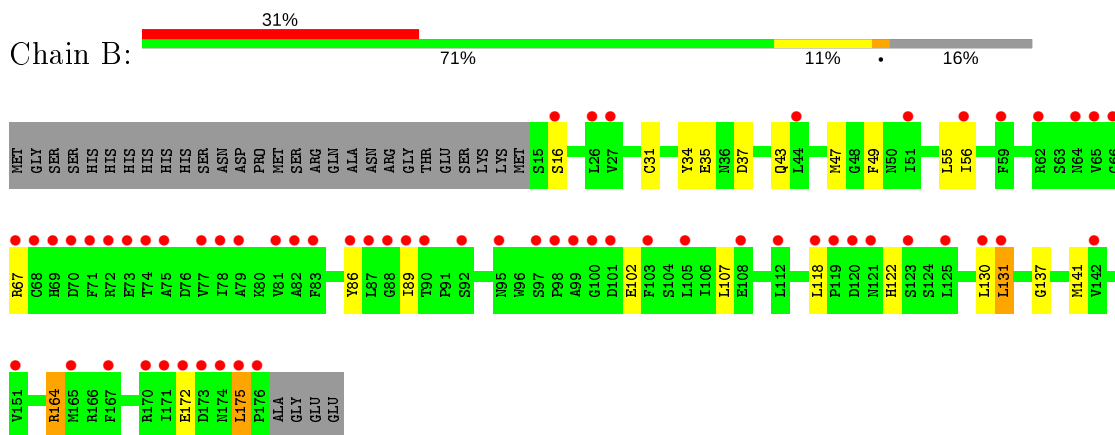 31%
Chain B:
71% 11% • 16%
MET GLY SER SER HIS HIS HIS HIS HIS HIS SER ASN ASP PRO MET SER ARG GLN ALA ASN ARG GLY THR GLU SER LYS LYS MET S15 S16 L26 V27 C31 Y34 E35 N36 D37 Q43 L44 M47 G48 F49 N50 I51 L55 I56 F59 R62 S63 N64 V65 G66
R67 C68 H69 D70 F71 R72 E73 T74 A75 D76 V77 I78 A79 K80 V81 A82 F83 Y86 L87 G88 I89 T90 P91 S92 N95 W96 S97 P98 A99 G100 D101 E102 F103 S104 L105 I106 L107 E108 L112 L118 P119 D120 N121 H122 S123 S124 L125 L130 L131 G137 M141 V142
V151 R164 M165 R166 F167 R170 I171 E172 D173 N174 L175 P176 ALA GLY GLU GLU